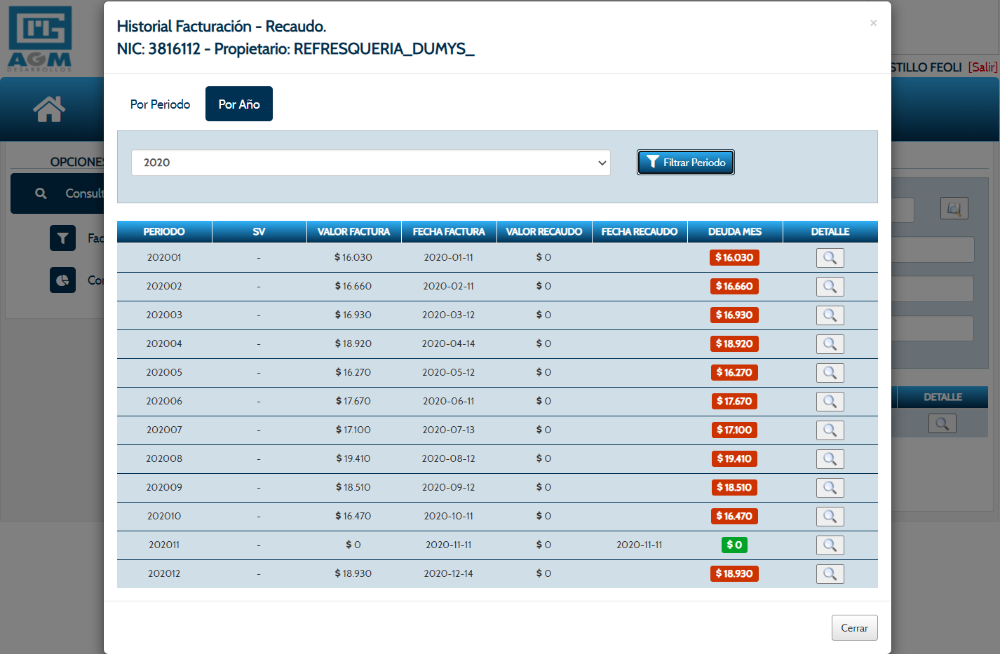 AGM
DESARROLLOS
Historial Facturación - Recaudo.
NIC: 3816112 - Propietario: REFRESQUERIA_DUMYS_
×
STILLO FEOLI [Salir]
Por Periodo
Por Año
OPCIONES
2020
Filtrar Periodo
Consult
Fac
Con
PERIODO SV VALOR FACTURA FECHA FACTURA VALOR RECAUDO FECHA RECAUDO DEUDA MES DETALLE
202001 - $ 16.030 2020-01-11 $ 0 $ 16.030
202002 - $ 16.660 2020-02-11 $ 0 $ 16.660
202003 - $ 16.930 2020-03-12 $ 0 $ 16.930
202004 - $ 18.920 2020-04-14 $ 0 $ 18.920
202005 - $ 16.270 2020-05-12 $ 0 $ 16.270
202006 - $ 17.670 2020-06-11 $ 0 $ 17.670
202007 - $ 17.100 2020-07-13 $ 0 $ 17.100
202008 - $ 19.410 2020-08-12 $ 0 $ 19.410
202009 - $ 18.510 2020-09-12 $ 0 $ 18.510
202010 - $ 16.470 2020-10-11 $ 0 $ 16.470
202011 - $ 0 2020-11-11 $ 0 2020-11-11 $ 0
202012 - $ 18.930 2020-12-14 $ 0 $ 18.930
DETALLE
Cerrar